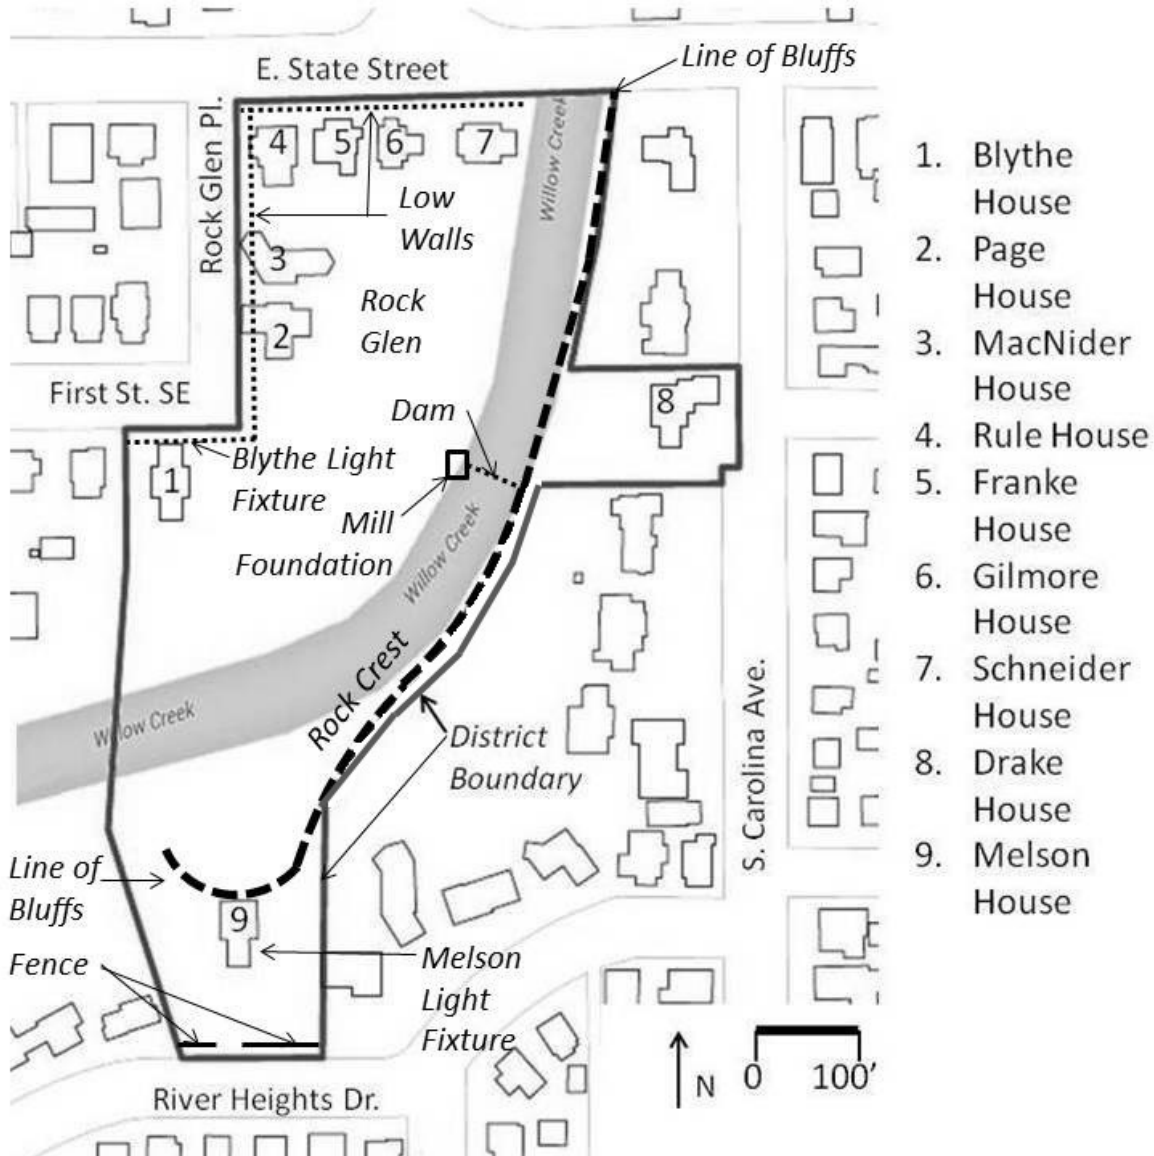 Line of Bluffs
E. State Street
Rock Glen Pl.
Willow Creek
4
5
6
7
Low
Walls
3
Rock
Glen
2
First St. SE
8
Dam
Blythe Light
Fixture
1
Mill
Foundation
Willow Creek
Rock Crest
Willow Creek
District
Boundary
S. Carolina Ave.
Line of
Bluffs
9
Fence
Melson
Light
Fixture
N
0 100’
River Heights Dr.
1. Blythe
House
2. Page
House
3. MacNider
House
4. Rule House
5. Franke
House
6. Gilmore
House
7. Schneider
House
8. Drake
House
9. Melson
House